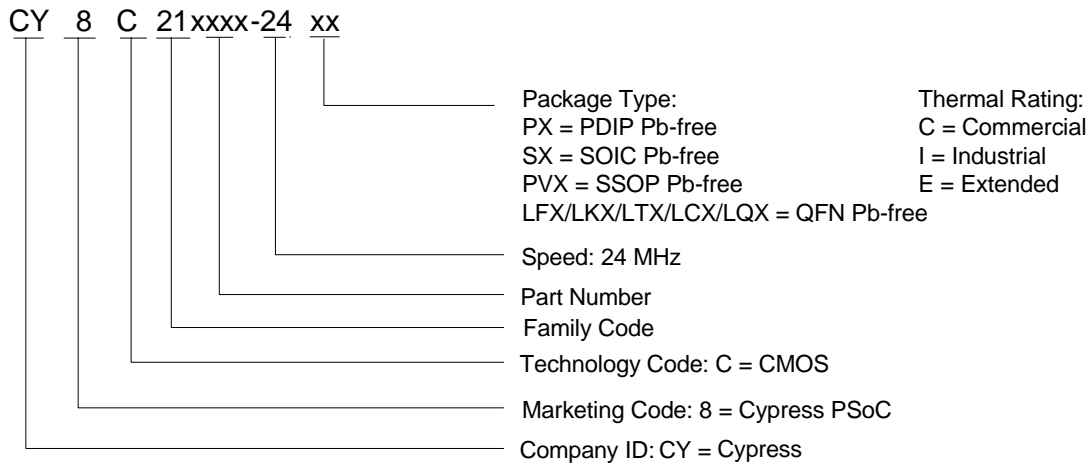 CY 8 C 21xxxx-24 xx
Package Type: Thermal Rating:
PX = PDIP Pb-free C = Commercial
SX = SOIC Pb-free I = Industrial
PVX = SSOP Pb-free E = Extended
LFX/LKX/LTX/LCX/LQX = QFN Pb-free
Speed: 24 MHz
Part Number
Family Code
Technology Code: C = CMOS
Marketing Code: 8 = Cypress PSoC
Company ID: CY = Cypress